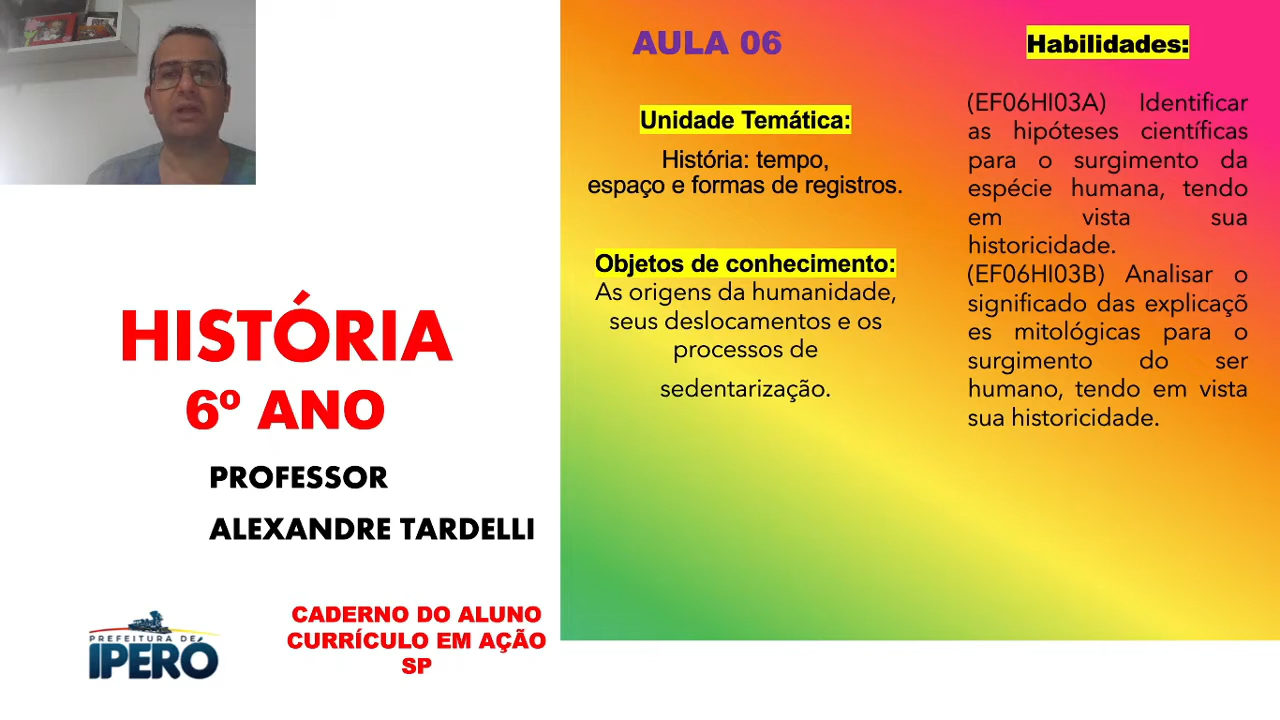 HISTÓRIA
6º ANO
PROFESSOR
ALEXANDRE TARDELLI
PREFEITURA DE
IPERÓ
CADERNO DO ALUNO
CURRÍCULO EM AÇÃO
SP
AULA 06
Unidade Temática:
História: tempo,
espaço e formas de registros.
Objetos de conhecimento:
As origens da humanidade,
seus deslocamentos e os
processos de
sedentarização.
Habilidades:
(EF06HI03A) Identificar
as hipóteses científicas
para o surgimento da
espécie humana, tendo
em vista sua
historicidade.
(EF06HI03B) Analisar o
significado das explicaçõ
es mitológicas para o
surgimento do ser
humano, tendo em vista
sua historicidade.